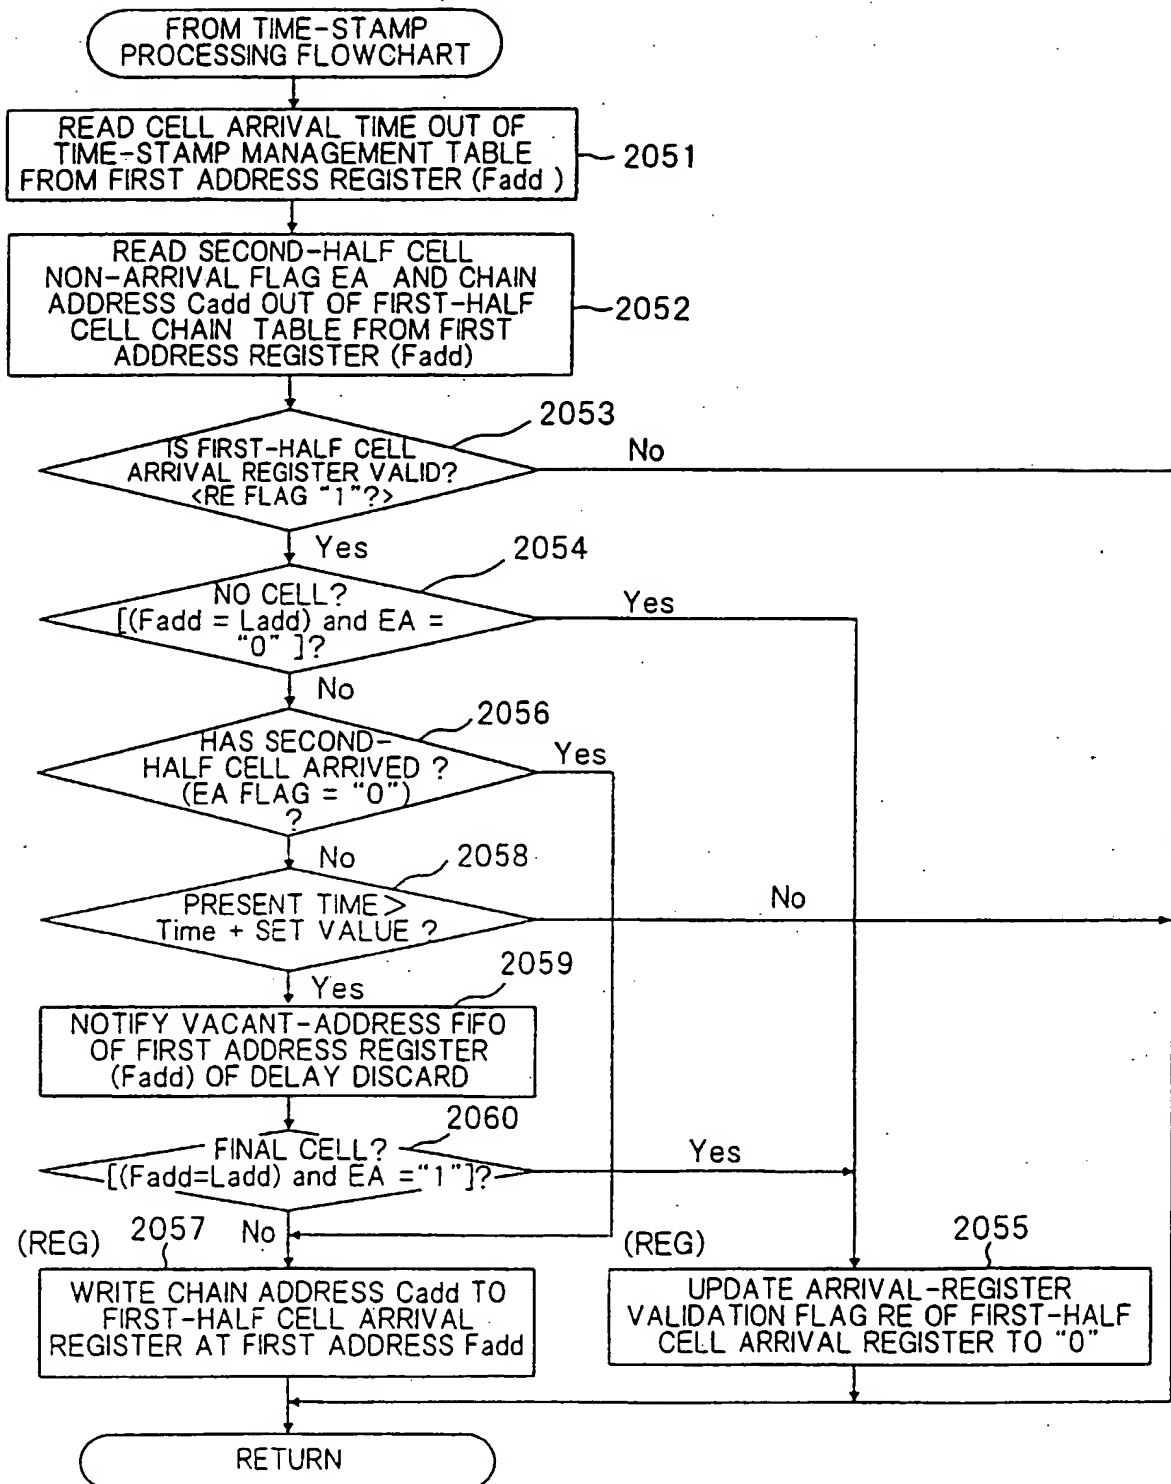 FROM TIME-STAMP
PROCESSING FLOWCHART
READ CELL ARRIVAL TIME OUT OF
TIME-STAMP MANAGEMENT TABLE
FROM FIRST ADDRESS REGISTER (Fadd )
2051
READ SECOND-HALF CELL
NON-ARRIVAL FLAG EA AND CHAIN
ADDRESS Cadd OUT OF FIRST-HALF
CELL CHAIN TABLE FROM FIRST
ADDRESS REGISTER (Fadd)
2052
2053
IS FIRST-HALF CELL
ARRIVAL REGISTER VALID?
<RE FLAG "1"?>
No
Yes
2054
NO CELL?
[(Fadd = Ladd) and EA =
"0" ]?
Yes
No
2056
HAS SECOND-
HALF CELL ARRIVED ?
(EA FLAG = "0")
?
Yes
No
2058
PRESENT TIME>
Time + SET VALUE ?
No
Yes
2059
NOTIFY VACANT-ADDRESS FIFO
OF FIRST ADDRESS REGISTER
(Fadd) OF DELAY DISCARD
2060
FINAL CELL?
[(Fadd=Ladd) and EA ="1"]?
Yes
No
(REG)
2057
WRITE CHAIN ADDRESS Cadd TO
FIRST-HALF CELL ARRIVAL
REGISTER AT FIRST ADDRESS Fadd
(REG)
2055
UPDATE ARRIVAL-REGISTER
VALIDATION FLAG RE OF FIRST-HALF
CELL ARRIVAL REGISTER TO "0"
RETURN